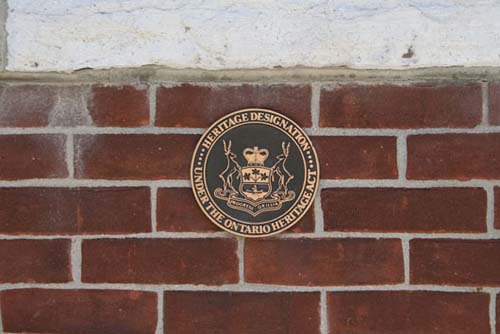 HERITAGE DESIGNATION
UNDER THE ONTARIO HERITAGE ACT